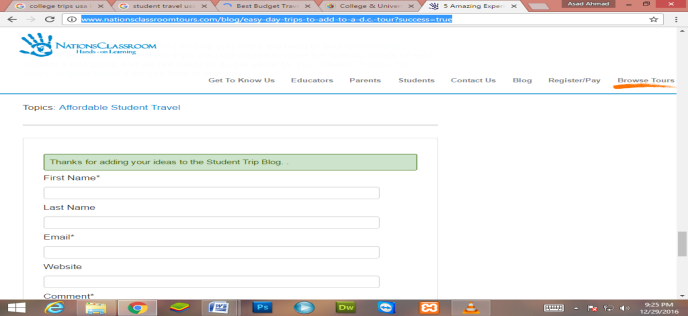 college trips usa
student travel us
Best Budget Trav
College & Univer
5 Amazing Exper
Asad Ahmad
www.nationsclassroomtours.com/blog/easy-day-trips-to-add-to-a-d.c.-tour?success=true
NATIONSCLASSROOM
Hands-on Learning
Get To Know Us Educators Parents Students Contact Us Blog Register/Pay Browse Tours
Topics: Affordable Student Travel
Thanks for adding your ideas to the Student Trip Blog. .
First Name*
Last Name
Email*
Website
Comment*
Ps
Dw
9:25 PM
12/29/2016